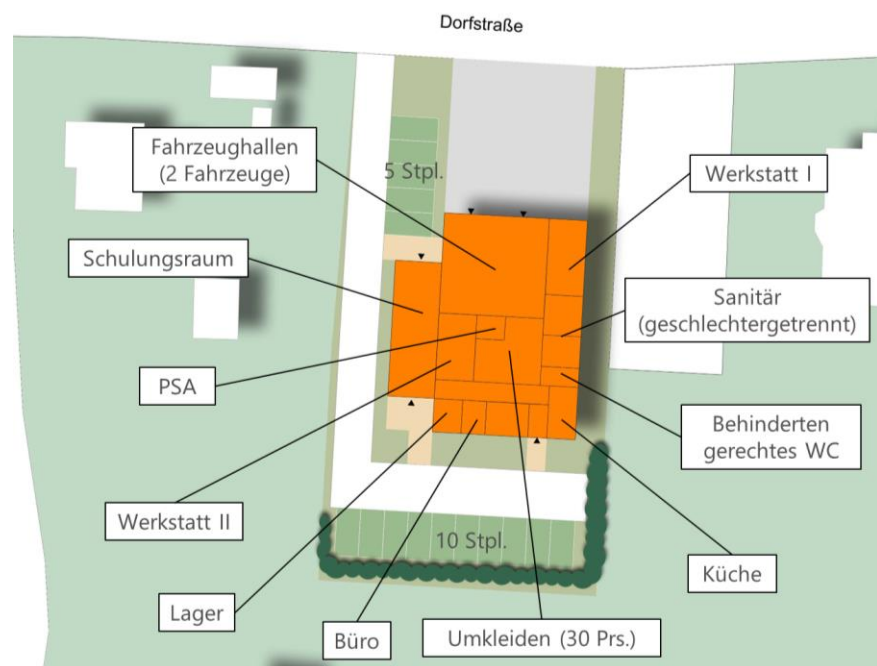 Dorfstraße
Fahrzeughallen
(2 Fahrzeuge)
5 Stpl.
Werkstatt I
Schulungsraum
Sanitär
(geschlechtergetrennt)
PSA
Behinderten
gerechtes WC
Werkstatt II
10 Stpl.
Küche
Lager
Büro
Umkleiden (30 Prs.)